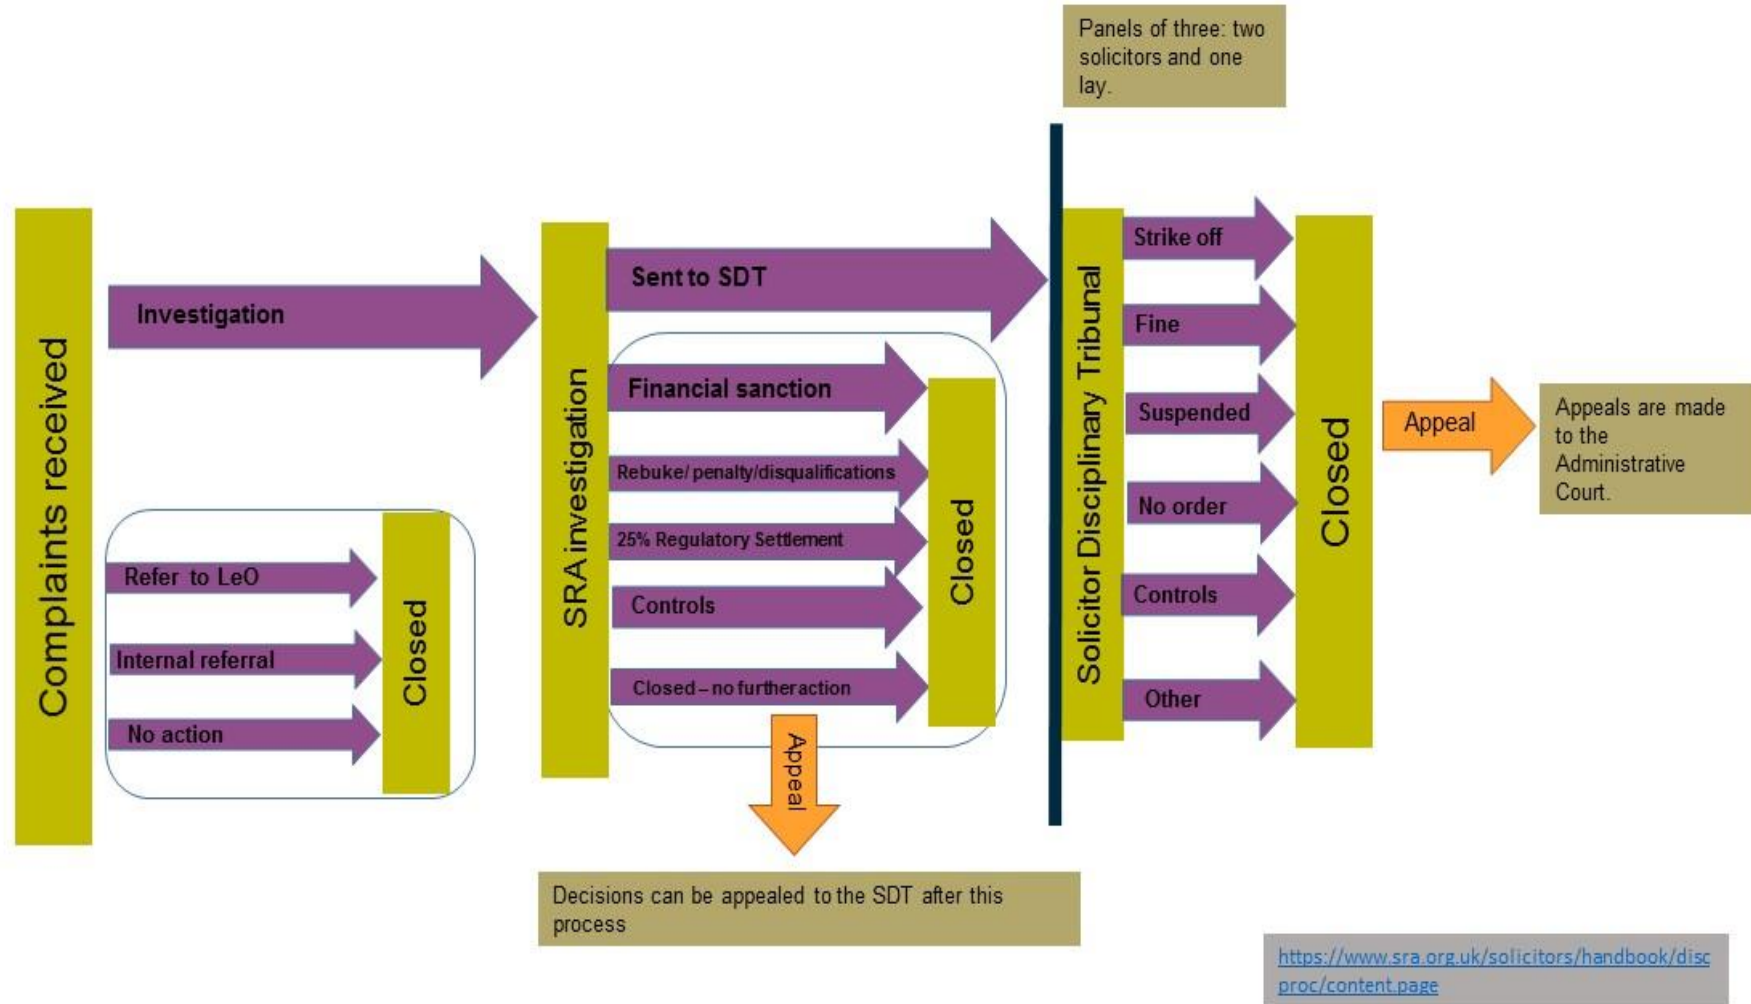 Panels of three: two
solicitors and one
lay.
Complaints received
Investigation
Refer to LeO
Internal referral
No action
Closed
SRA investigation
Sent to SDT
Financial sanction
Rebuke/ penalty/disqualifications
25% Regulatory Settlement
Controls
Closed – no furtheraction
Closed
Appeal
Decisions can be appealed to the SDT after this
process
Solicitor Disciplinary Tribunal
Strike off
Fine
Suspended
No order
Controls
Other
Closed
Appeal
Appeals are made
to the
Administrative
Court.
https://www.sra.org.uk/solicitors/handbook/disc
proc/content.page